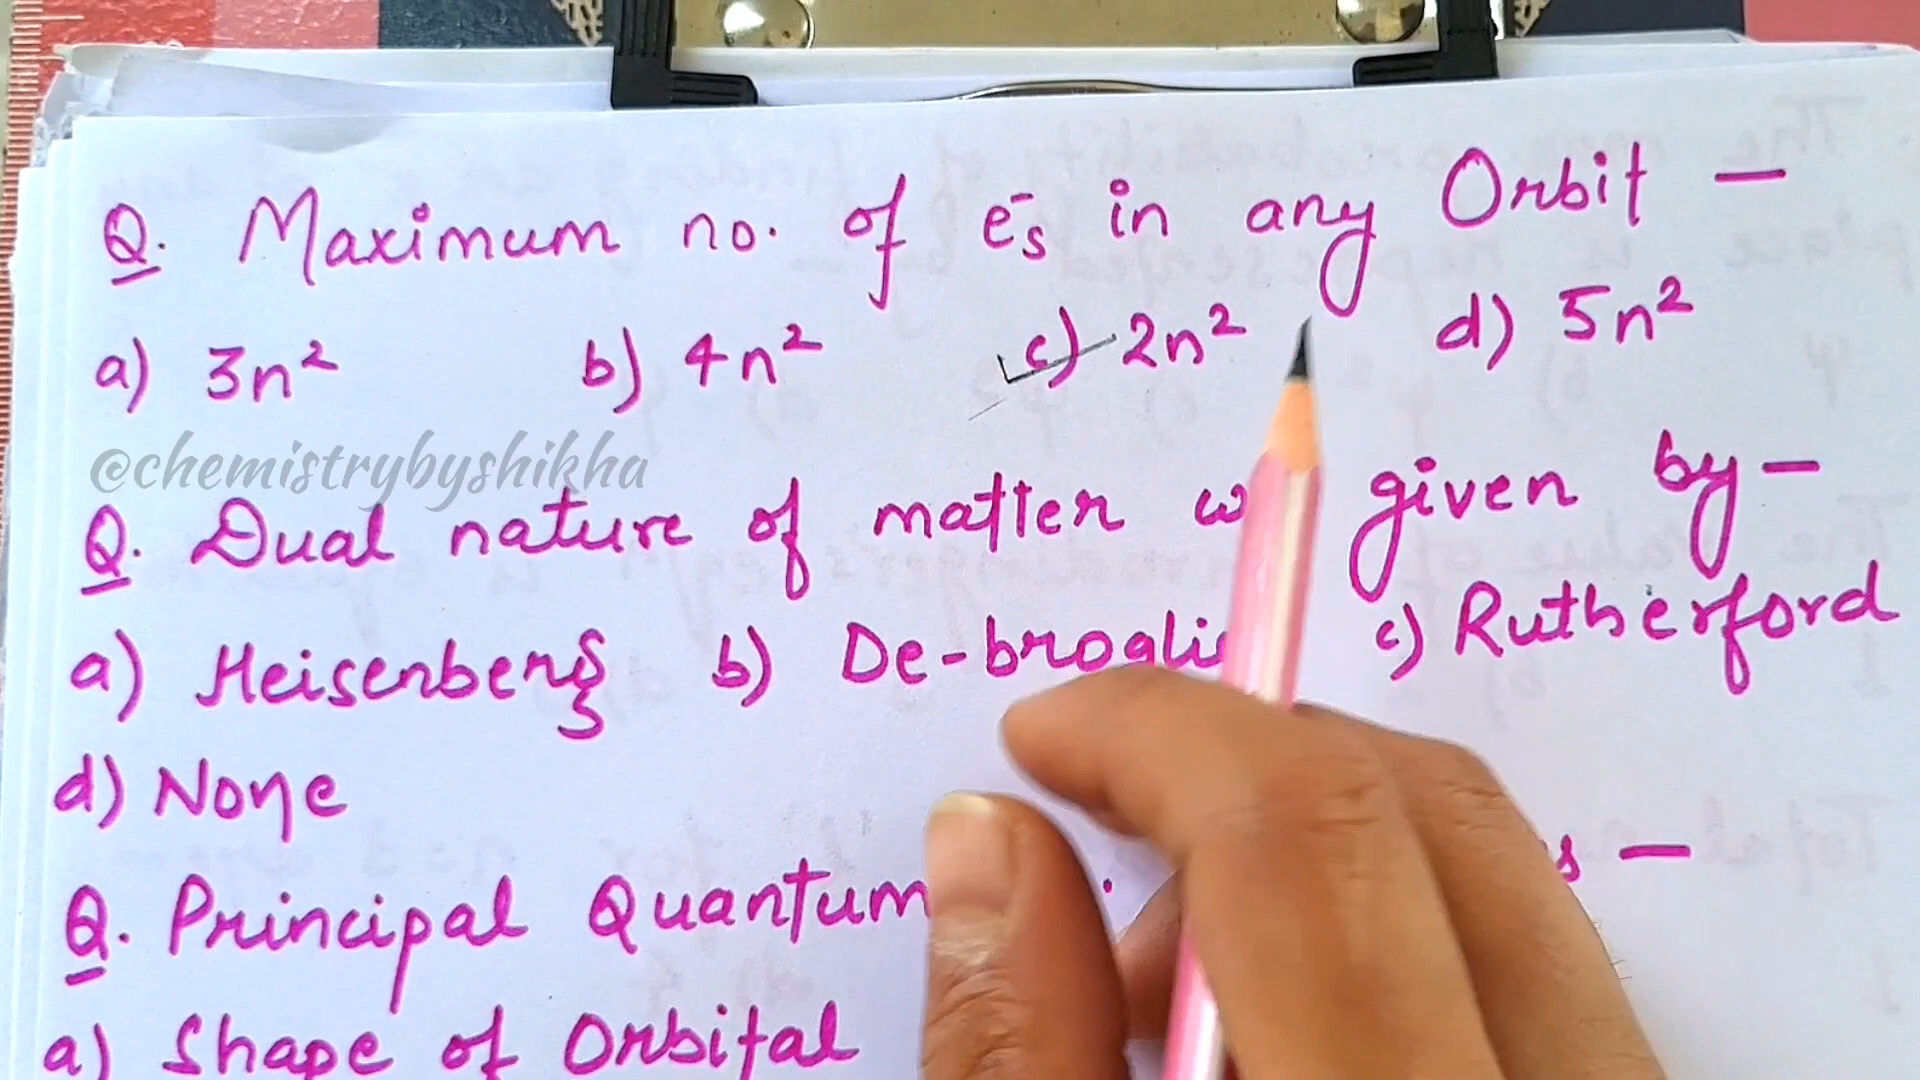 Q. Maximum no. of e⁻s in any Orbit –
a) 3n² b) 4n² c) 2n² d) 5n²
@chemistrybyshikha
Q. Dual nature of matter given by –
a) Heisenberg b) De-broglie c) Rutherford
d) None
Q. Principal Quantum –
a) Shape of Orbital